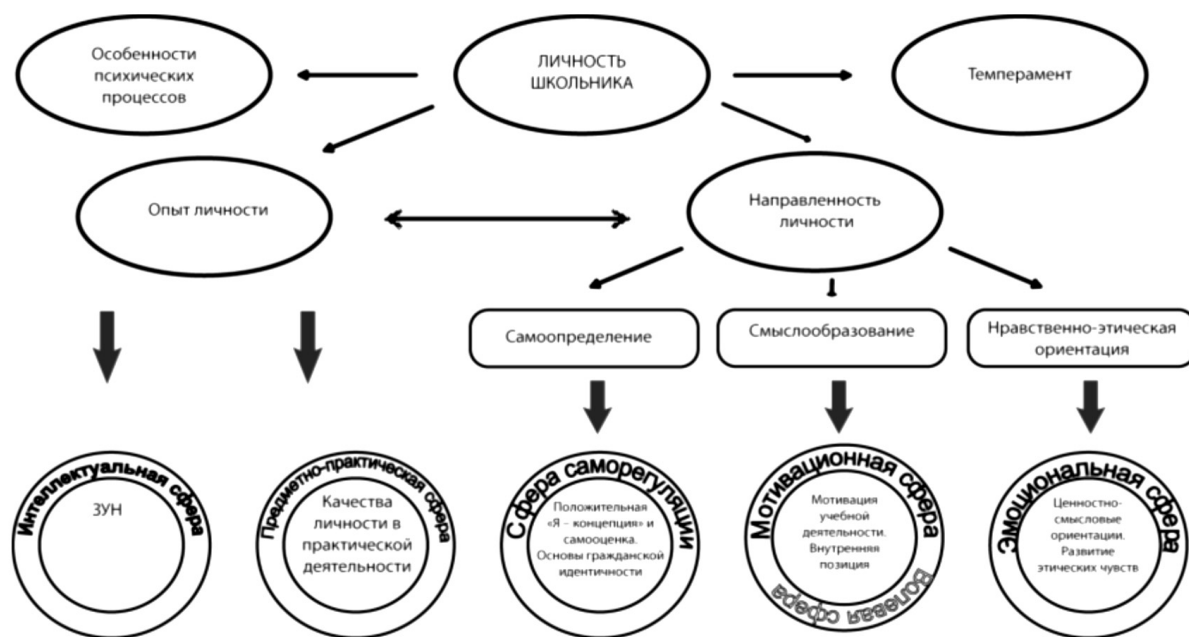 Особенности
психических
процессов
ЛИЧНОСТЬ
ШКОЛЬНИКА
Темперамент
Опыт личности
Направленность
личности
Самоопределение
Смыслообразование
Нравственно-этическая
ориентация
Интеллектуальная сфера
ЗУН
Предметно-практическая сфера
Качества
личности в
практической
деятельности
Сфера саморегуляции
Положительная
«Я – концепция» и
самооценка.
Основы гражданской
идентичности
Мотивационная сфера
Мотивация
учебной
деятельности.
Внутренняя
позиция
Волевая сфера
Эмоциональная сфера
Ценностно-
смысловые
ориентации.
Развитие
этических чувств